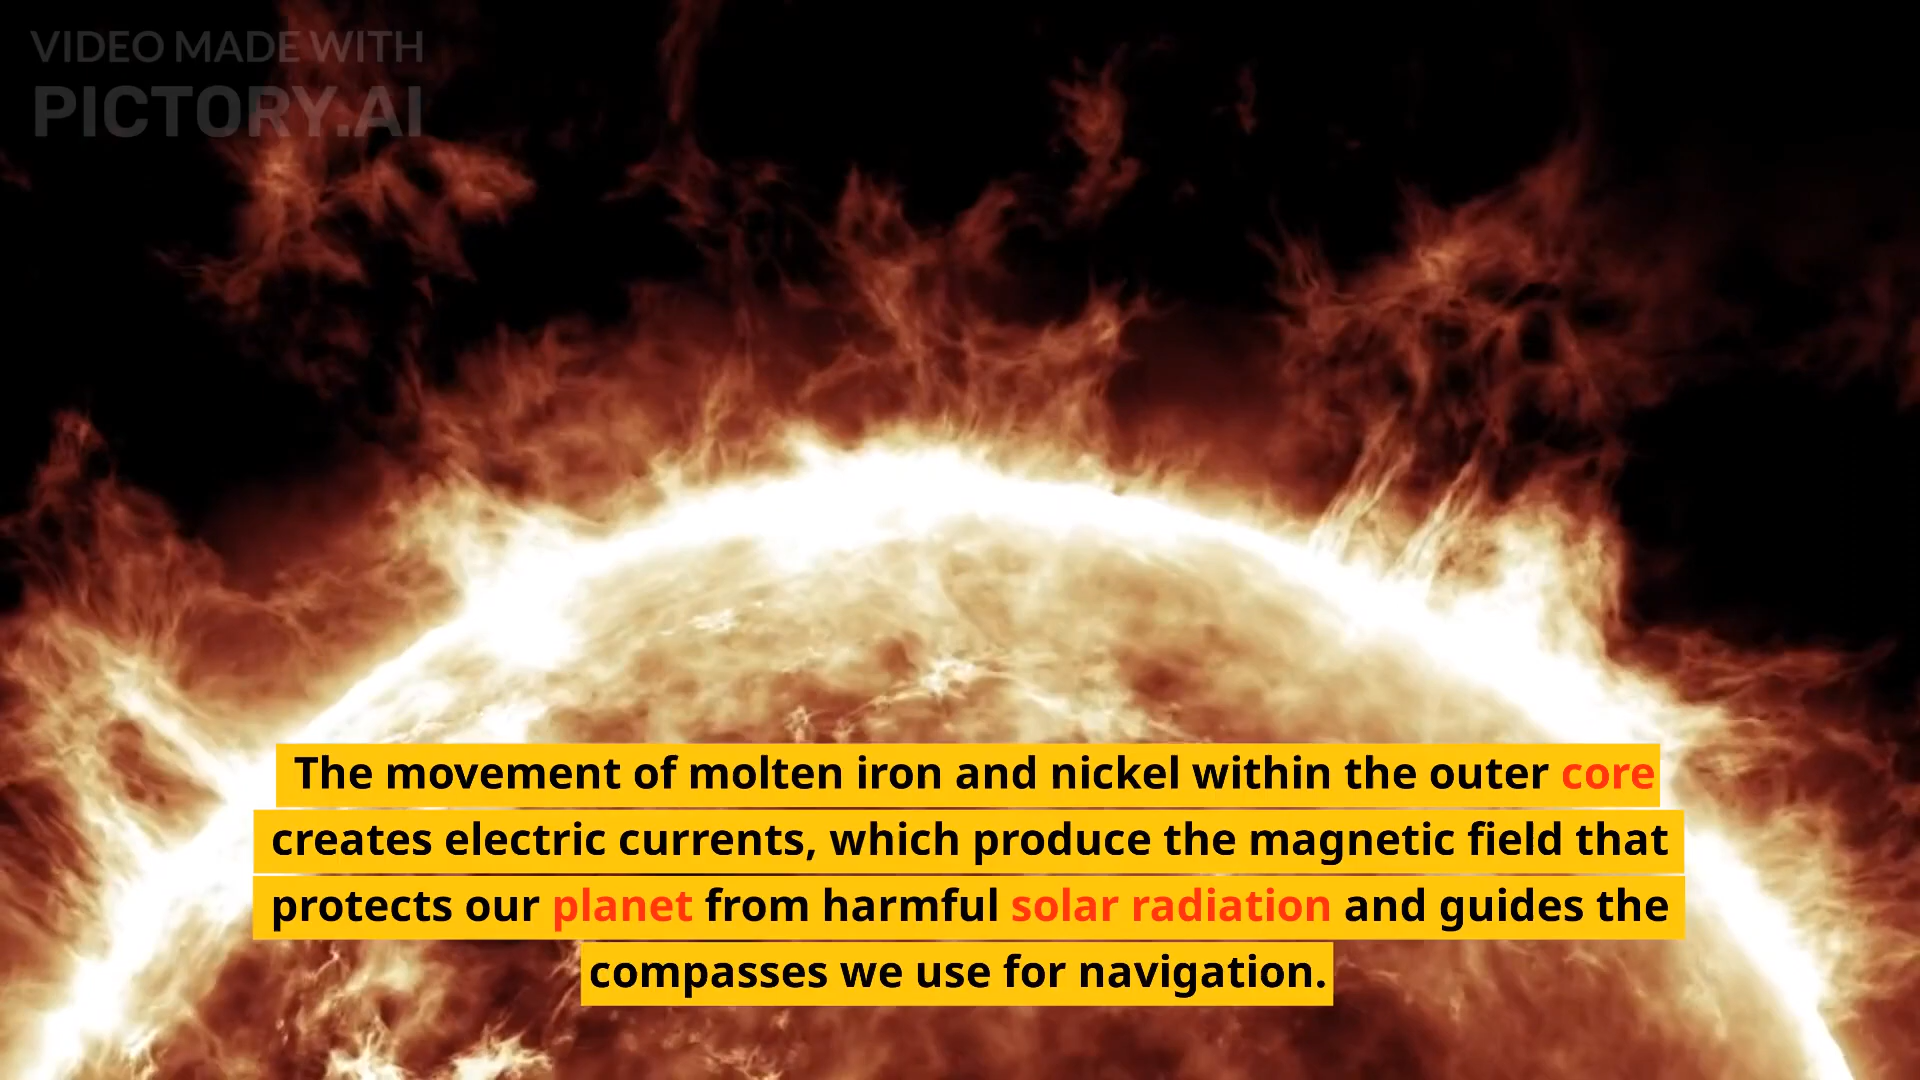 VIDEO MADE WITH
PICTORY.AI
The movement of molten iron and nickel within the outer core
creates electric currents, which produce the magnetic field that
protects our planet from harmful solar radiation and guides the
compasses we use for navigation.